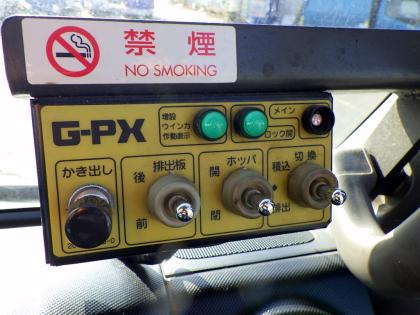 禁煙
NO SMOKING
G-PX
増設
ウインカ
作動表示
メイン
ロック開
かき出し
排出板
後
前
ホッパ
開
閉
切換
積込
排出